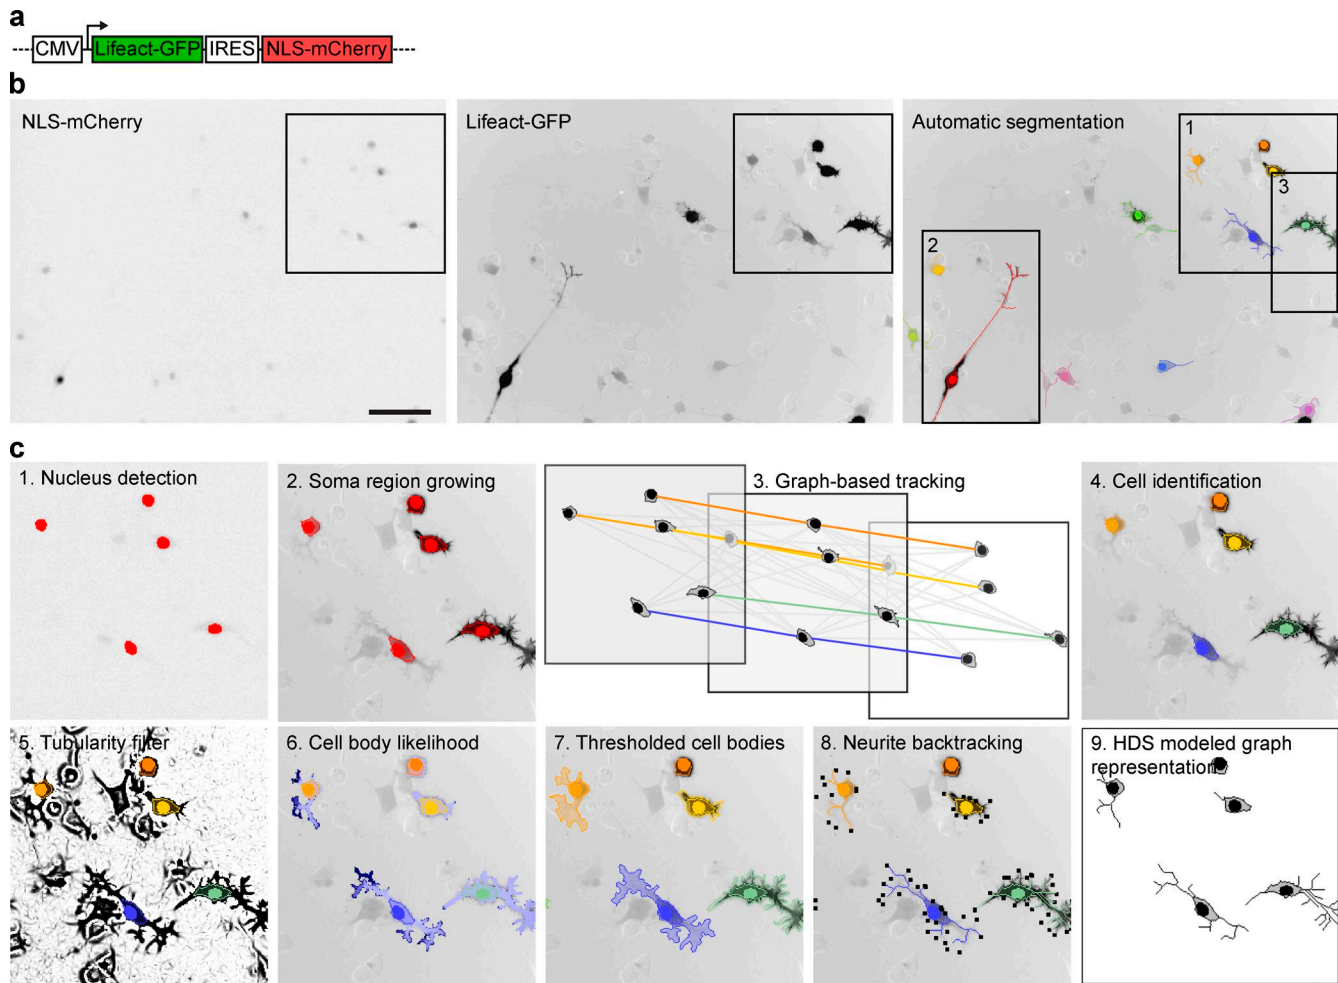 a
CMV Lifeact-GFP IRES NLS-mCherry
b
NLS-mCherry
Lifeact-GFP
Automatic segmentation
1
2
3
c
1. Nucleus detection
2. Soma region growing
3. Graph-based tracking
4. Cell identification
5. Tubularity filter
6. Cell body likelihood
7. Thresholded cell bodies
8. Neurite backtracking
9. HDS modeled graph
representation